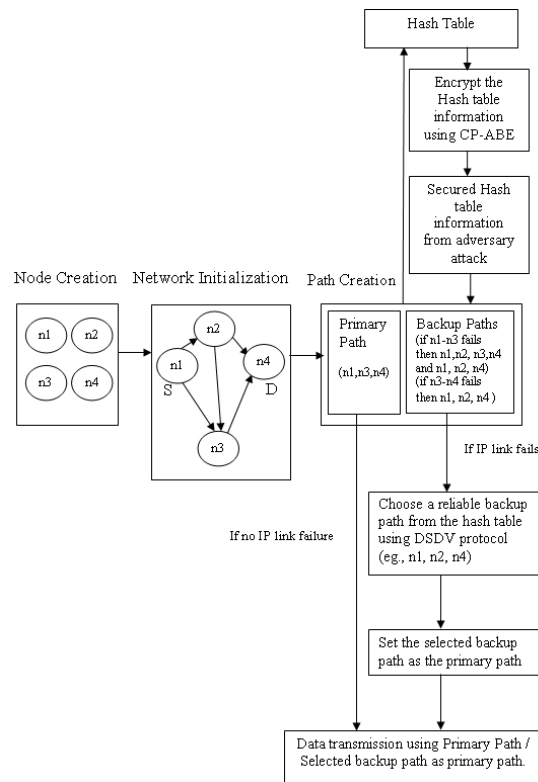 Hash Table
Encrypt the
Hash table
information
using CP-ABE
Secured Hash
table
information
from adversary
attack
Node Creation
Network Initialization
Path Creation
n1
n2
n3
n4
n1
S
n2
n3
n4
D
Primary
Path
(n1,n3,n4)
Backup Paths
(if n1-n3 fails
then n1,n2, n3,n4
and n1, n2, n4)
(if n3-n4 fails
then n1, n2, n4 )
If IP link fails
If no IP link failure
Choose a reliable backup
path from the hash table
using DSDV protocol
(eg., n1, n2, n4)
Set the selected backup
path as the primary path
Data transmission using Primary Path /
Selected backup path as primary path.